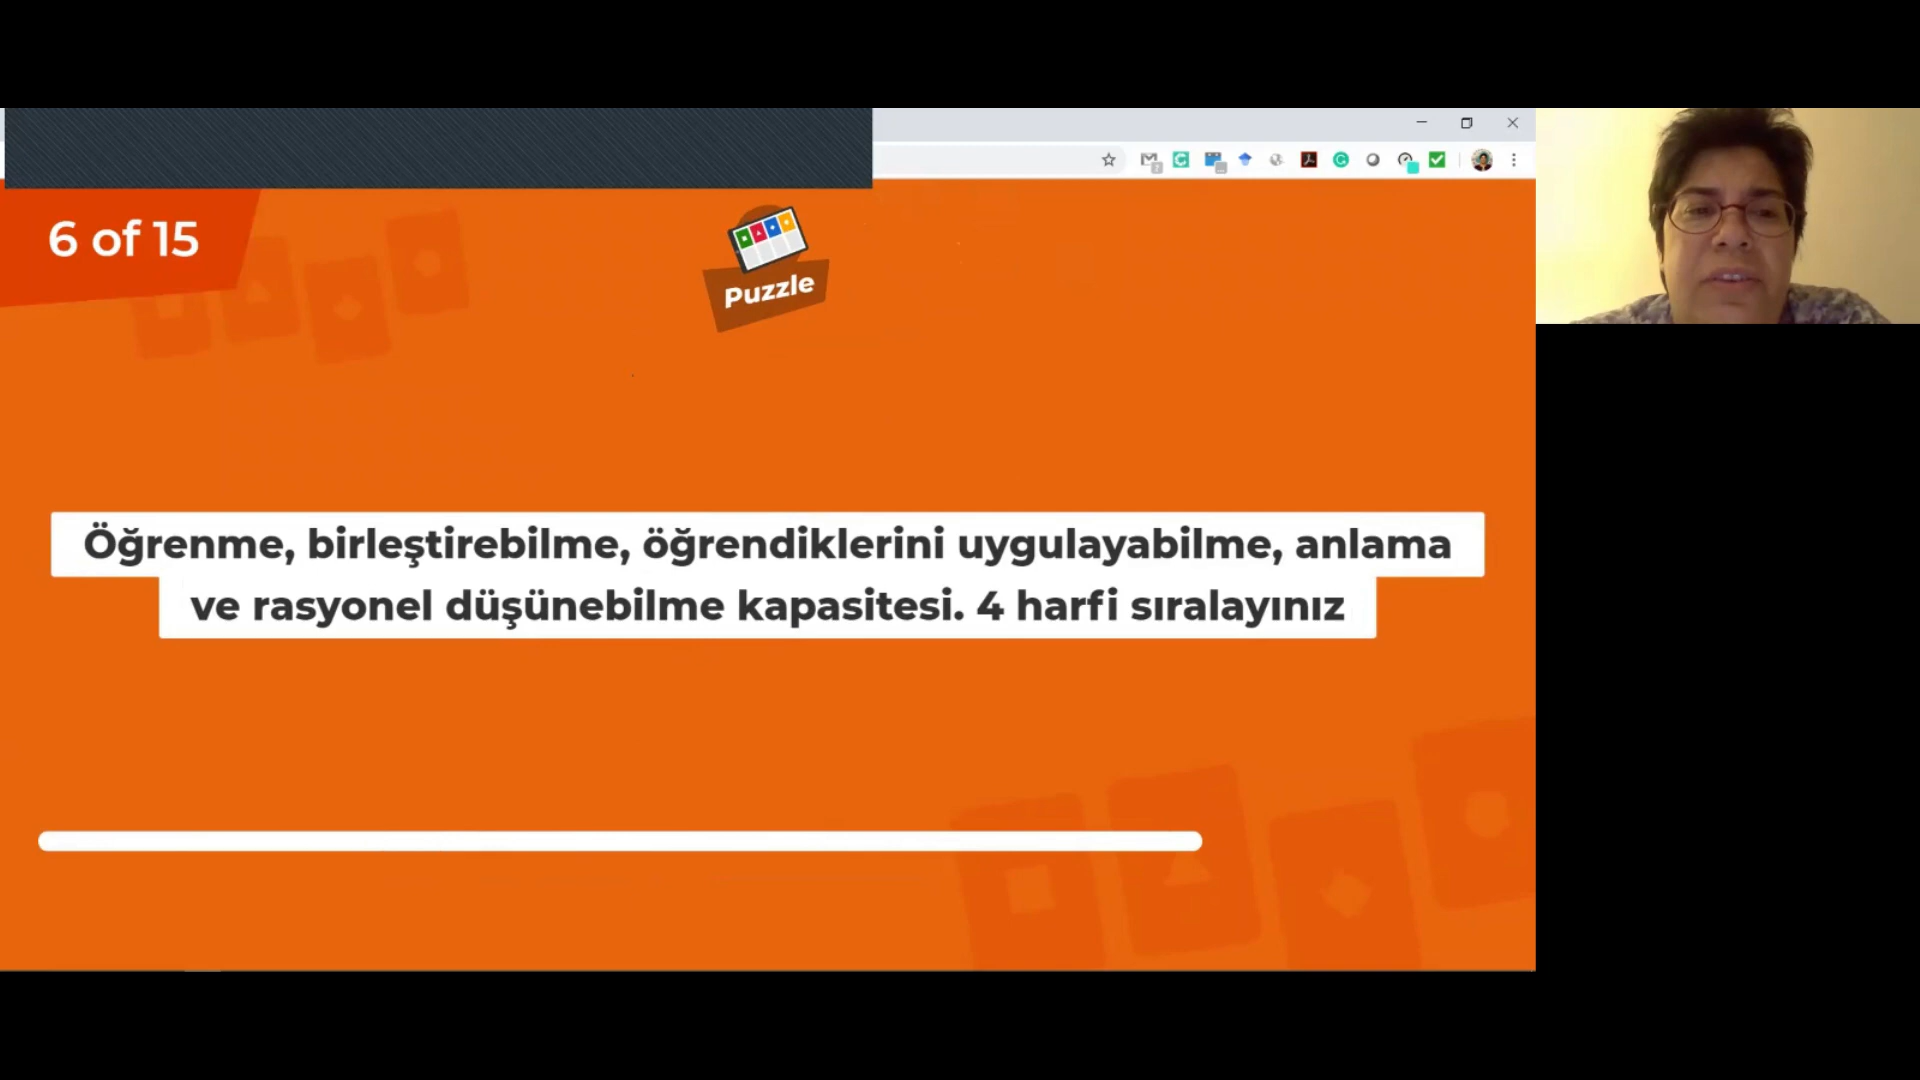 6 of 15
Puzzle
Öğrenme, birleştirebilme, öğrendiklerini uygulayabilme, anlama
ve rasyonel düşünebilme kapasitesi. 4 harfi sıralayınız